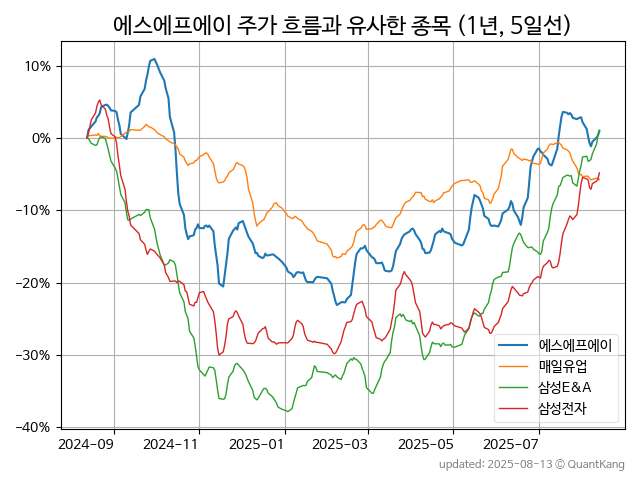 에스에프에이 주가 흐름과 유사한 종목 (1년, 5일선)
10%
0%
−10%
−20%
−30%
−40%
2024-09
2024-11
2025-01
2025-03
2025-05
2025-07
에스에프에이
매일유업
삼성E&A
삼성전자
updated: 2025-08-13 ⓒ QuantKang